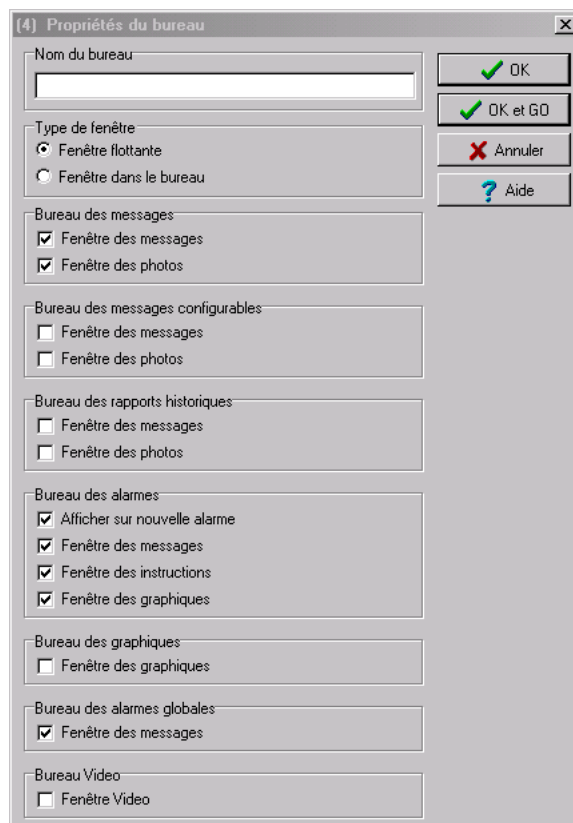 (4) Propriétés du bureau
Nom du bureau
OK
OK et GO
Type de fenêtre
Fenêtre flottante
Annuler
Fenêtre dans le bureau
Aide
Bureau des messages
Fenêtre des messages
Fenêtre des photos
Bureau des messages configurables
Fenêtre des messages
Fenêtre des photos
Bureau des rapports historiques
Fenêtre des messages
Fenêtre des photos
Bureau des alarmes
Afficher sur nouvelle alarme
Fenêtre des messages
Fenêtre des instructions
Fenêtre des graphiques
Bureau des graphiques
Fenêtre des graphiques
Bureau des alarmes globales
Fenêtre des messages
Bureau Video
Fenêtre Video